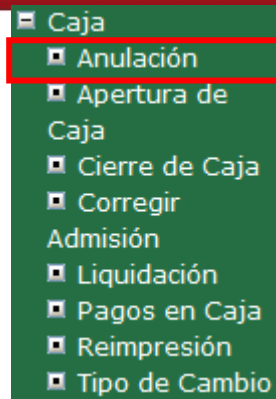 Caja
Anulación
Apertura de
Caja
Cierre de Caja
Corregir
Admisión
Liquidación
Pagos en Caja
Reimpresión
Tipo de Cambio